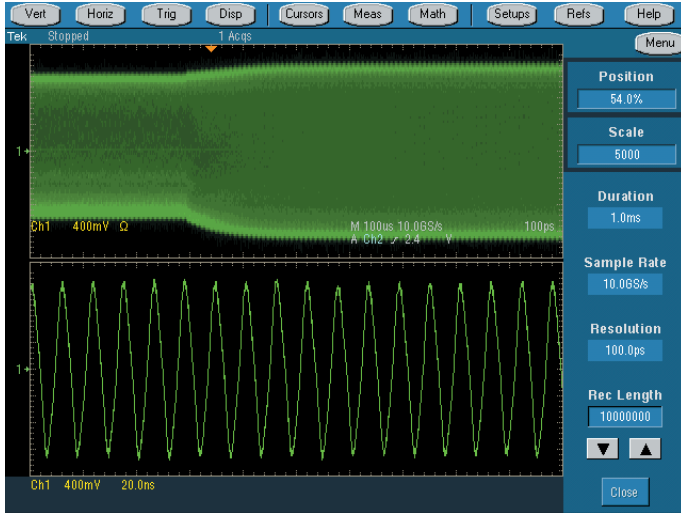 Vert Horiz Trig Disp Cursors Meas Math Setups Refs Help
Tek Stopped 1 Acqs
Menu
Position
54.0%
Scale
5000
1
Ch1 400mV Ω M 100us 10.0GS/s 100ps
A Ch2 ⌿ 2.4 V
Duration
1.0ms
Sample Rate
10.0GS/s
Resolution
100.0ps
1
Rec Length
10000000
Ch1 400mV 20.0ns
Close